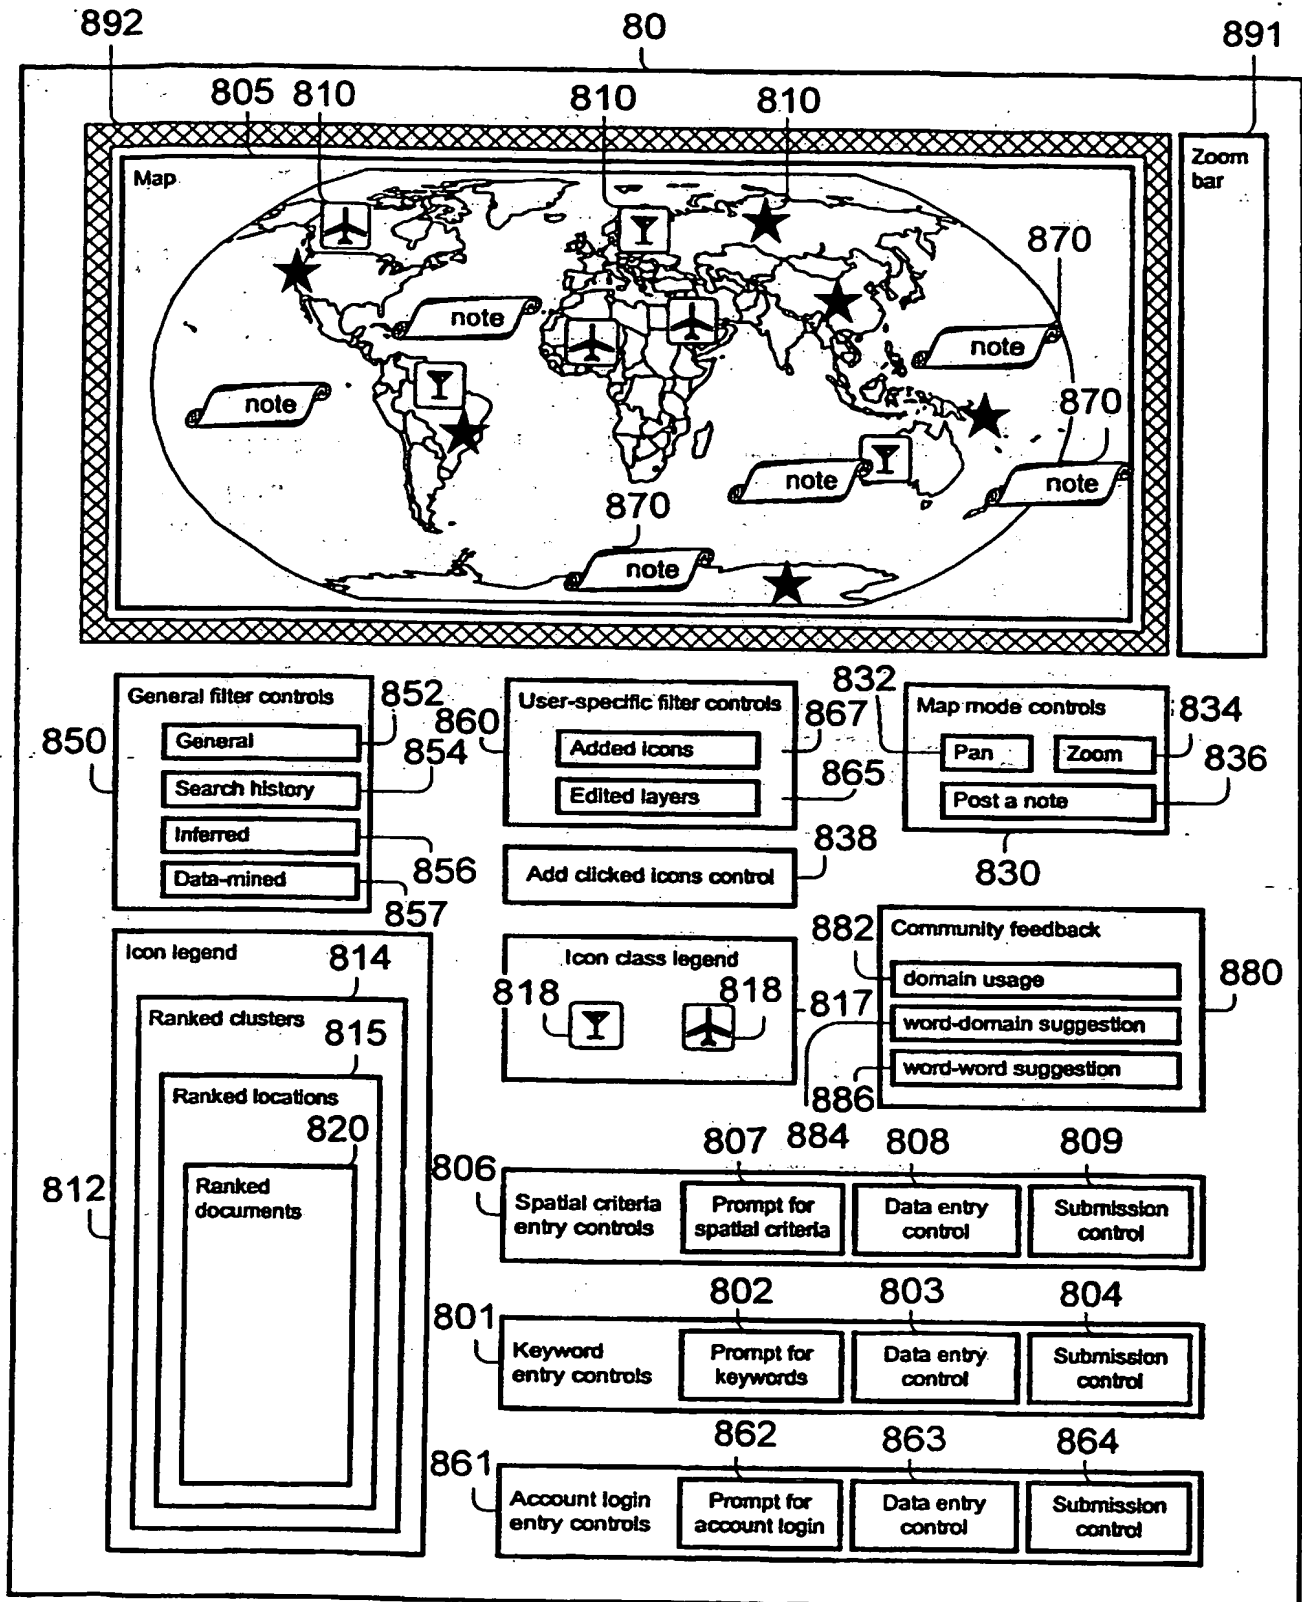 892
80
891
805
810
810
810
Map
Zoom
bar
870
note
note
870
note
note
note
870
note
General filter controls
852
General
854
Search history
850
Inferred
856
Data-mined
857
User-specific filter controls
860
867
Added icons
865
Edited layers
838
Add clicked icons control
832
Map mode controls
834
Pan
Zoom
836
Post a note
830
Icon legend
814
Ranked clusters
815
Ranked locations
820
Ranked
documents
812
Icon class legend
818
818
817
882
Community feedback
880
domain usage
word-domain suggestion
word-word suggestion
886
884
807
808
809
806
Spatial criteria
entry controls
Prompt for
spatial criteria
Data entry
control
Submission
control
802
803
804
801
Keyword
entry controls
Prompt for
keywords
Data entry
control
Submission
control
862
863
864
861
Account login
entry controls
Prompt for
account login
Data entry
control
Submission
control